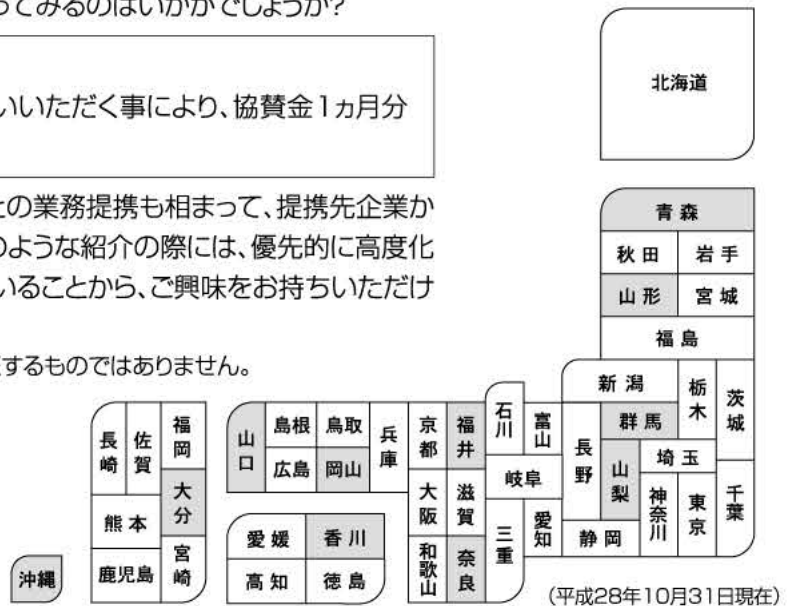 ってみるのはいかがでしょうか?
いいただく事により、協賛金1ヵ月分
との業務提携も相まって、提携先企業か
のような紹介の際には、優先的に高度化
いることから、ご興味をお持ちいただけ
するものではありません。
北海道
青森
秋田 岩手
山形 宮城
福島
新潟 栃木 茨城
群馬
長野 山梨 埼玉
神奈川 東京 千葉
静岡
石川 富山
岐阜
三重 愛知
京都 福井
大阪 滋賀
和歌山 奈良
兵庫
島根 鳥取
山口
広島 岡山
愛媛 香川
高知 徳島
長崎 佐賀 福岡
大分
熊本
宮崎
鹿児島
沖縄
(平成28年10月31日現在)